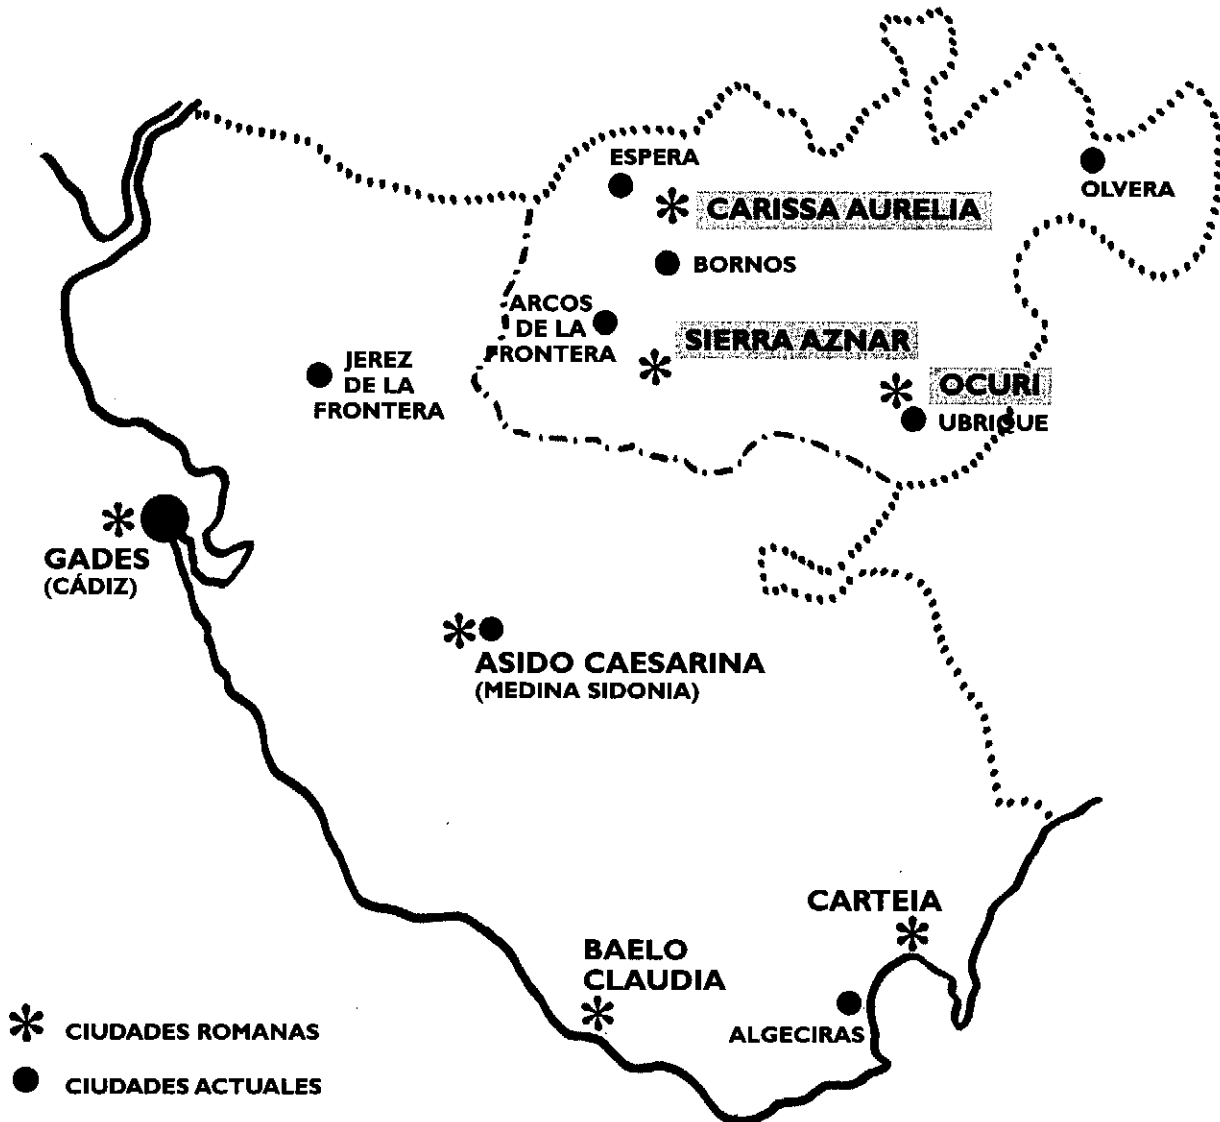 ESPERA
CARISSA AURELIA
OLVERA
BORNOS
ARCOS
DE LA
FRONTERA
SIERRA AZNAR
JEREZ
DE LA
FRONTERA
OCURI
UBRIQUE
GADES
(CÁDIZ)
ASIDO CAESARINA
(MEDINA SIDONIA)
CARTEIA
BAELO
CLAUDIA
ALGECIRAS
CIUDADES ROMANAS
CIUDADES ACTUALES